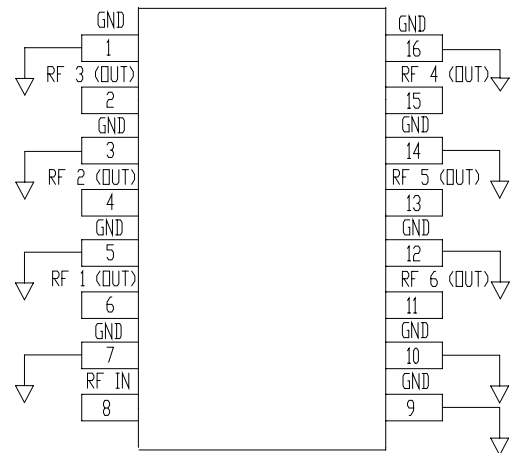 GND
1
RF 3 (OUT)
2
GND
3
RF 2 (OUT)
4
GND
5
RF 1 (OUT)
6
GND
7
RF IN
8
GND
16
RF 4 (OUT)
15
GND
14
RF 5 (OUT)
13
GND
12
RF 6 (OUT)
11
GND
10
GND
9